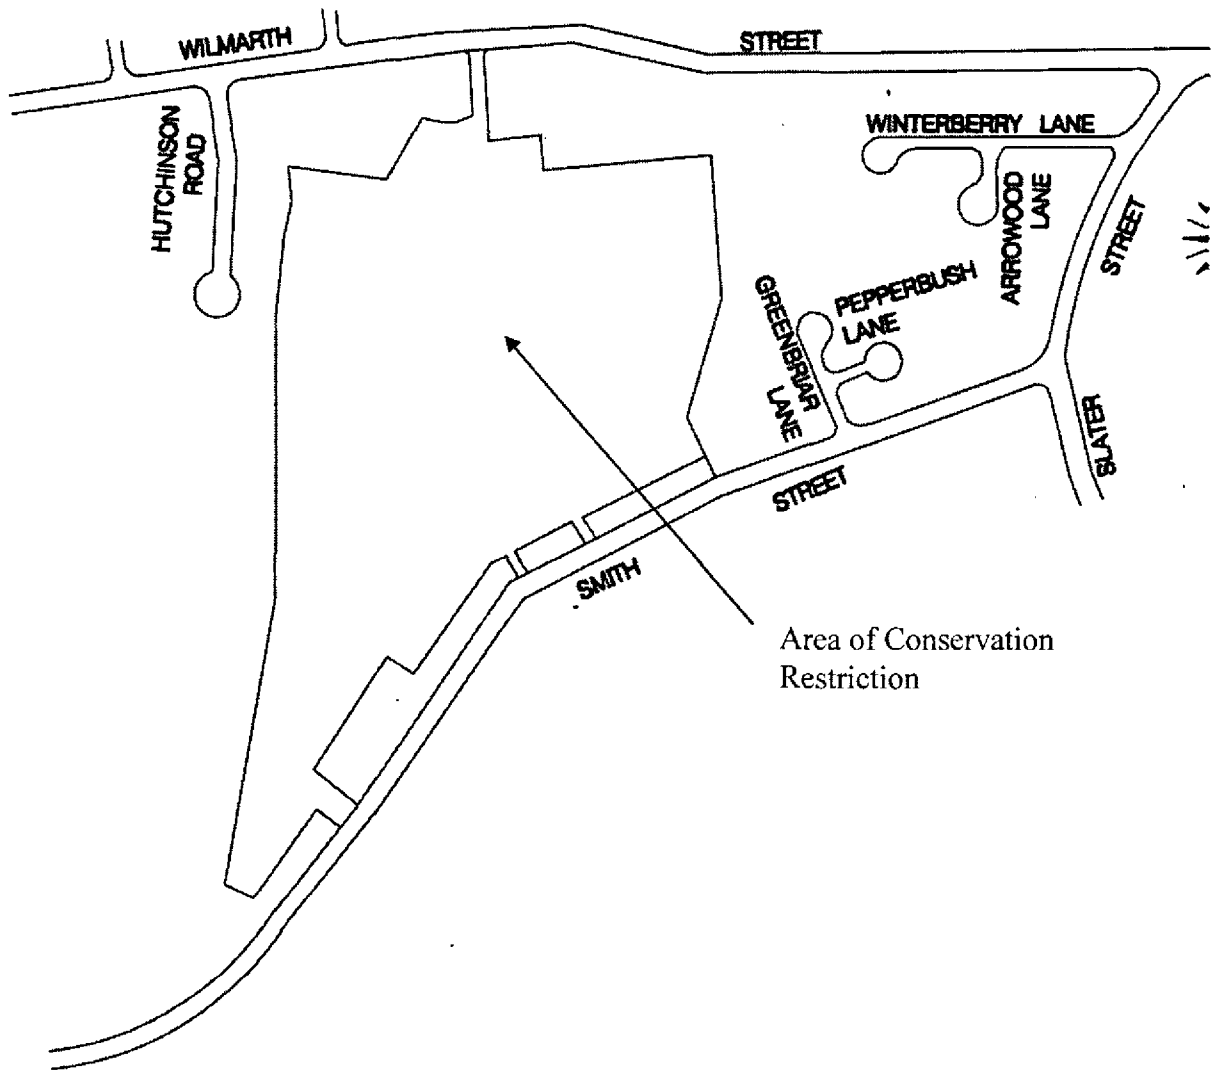 WILMARTH
STREET
HUTCHINSON
ROAD
WINTERBERRY LANE
ARROWOOD
LANE
STREET
GREENBRIAR
LANE
PEPPERBUSH
LANE
SLATER
STREET
SMITH
Area of Conservation
Restriction